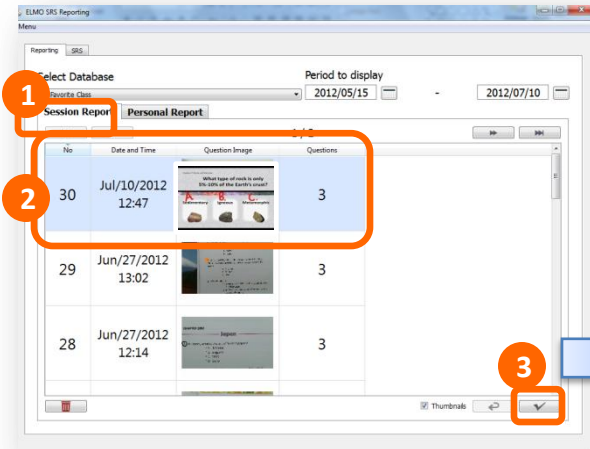 ELMO SRS Reporting
Menu
Reporting SRS
Select Database Period to display
Favorite Class 2012/05/15 - 2012/07/10
1
Session Report Personal Report
No Date and Time Question Image Questions
2
30 Jul/10/2012 12:47 3
What type of rock is only
5%-10% of the Earth's crust?
A. B. C.
Sedimentary Igneous Metamorphic
29 Jun/27/2012 13:02 3
28 Jun/27/2012 12:14 3
3
Thumbnails